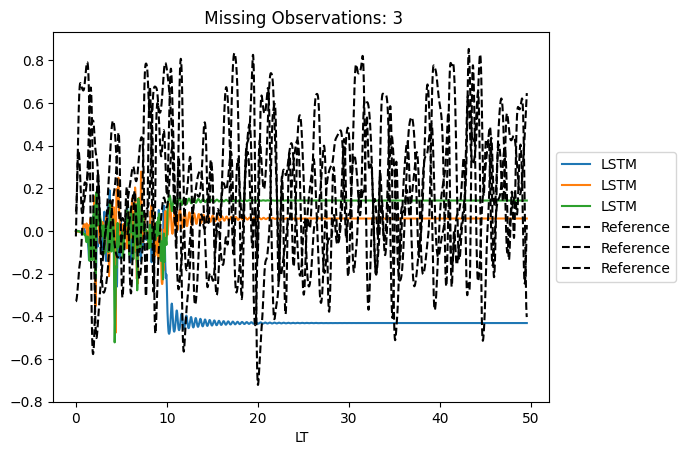 Missing Observations: 3
0.8
0.6
0.4
0.2
0.0
−0.2
−0.4
−0.6
−0.8
0
10
20
30
40
50
LT
LSTM
LSTM
LSTM
Reference
Reference
Reference